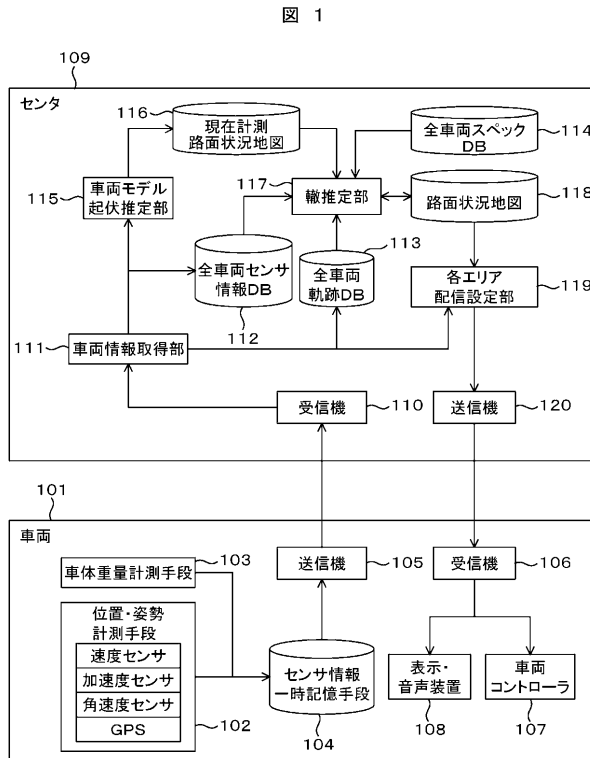 図 1
109
センタ
116
現在計測
路面状況地図
全車両スペック
DB
114
115
車両モデル
起伏推定部
117
轍推定部
路面状況地図
118
全車両センサ
情報DB
112
113
全車両
軌跡DB
各エリア
配信設定部
119
111
車両情報取得部
受信機
110
送信機
120
101
車両
103
車体重量計測手段
送信機
105
受信機
106
位置・姿勢
計測手段
速度センサ
加速度センサ
角速度センサ
GPS
102
センサ情報
一時記憶手段
104
表示・
音声装置
108
車両
コントローラ
107